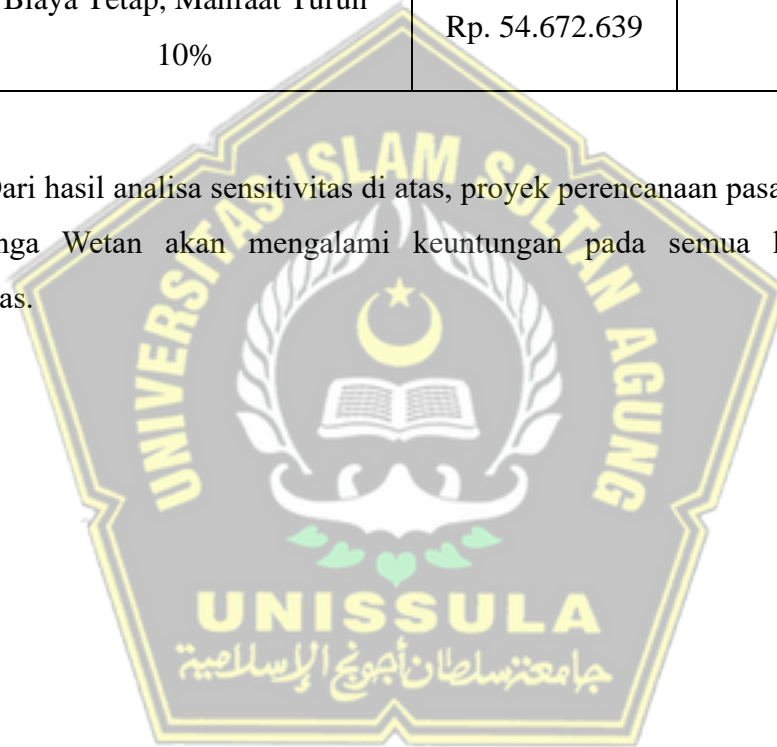 Biaya Tetap, Manfaat Turun
10%
Rp. 54.672.639
Dari hasil analisa sensitivitas di atas, proyek perencanaan pasa
nga Wetan akan mengalami keuntungan pada semua
as.
UNIVERSITAS ISLAM SULTAN AGUNG
UNISSULA
جامعة سلطان أجونج الإسلامية